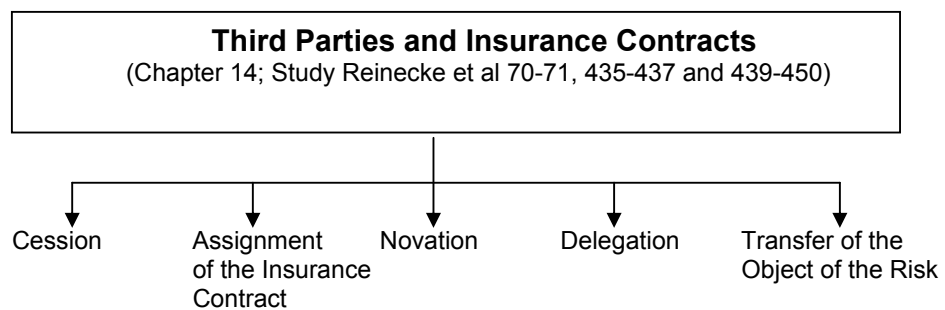 Third Parties and Insurance Contracts
(Chapter 14; Study Reinecke et al 70-71, 435-437 and 439-450)
Cession
Assignment
of the Insurance
Contract
Novation
Delegation
Transfer of the
Object of the Risk